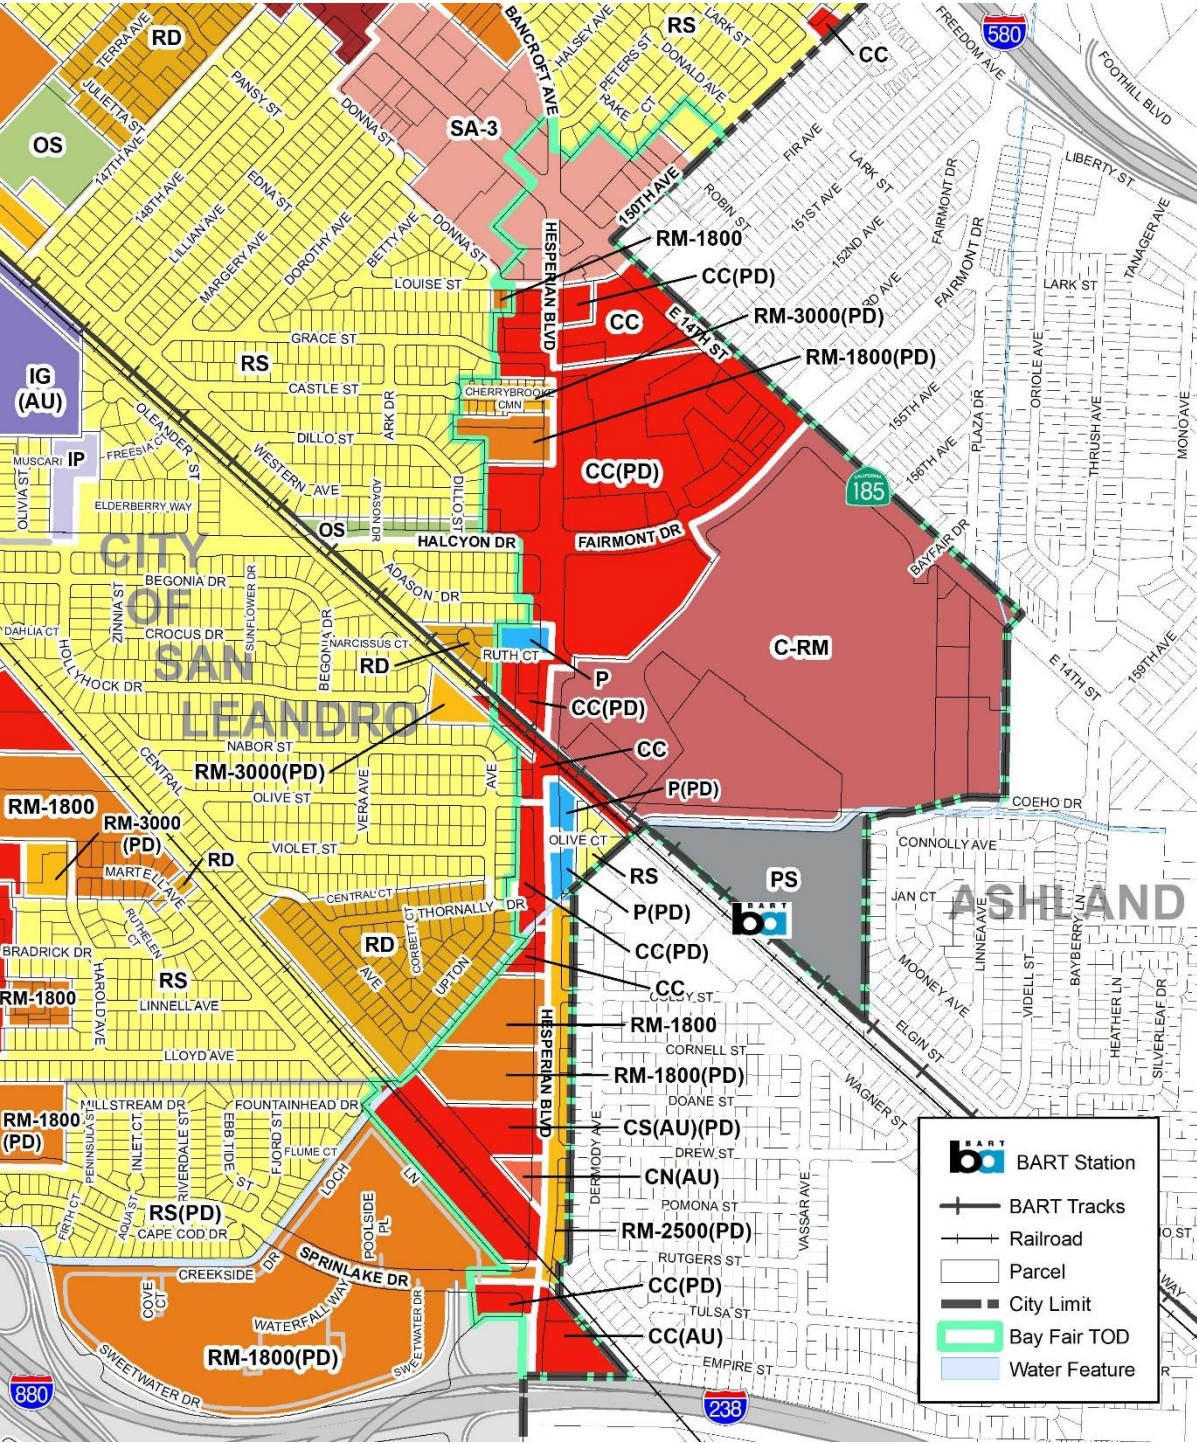 TERRA AVE
RD
BANCROFT AVE
HALSEY AVE
RS
LARK ST
PETERS ST
DONALD AVE
RAKE CT
CC
FREEDOM AVE
580
FOOTHILL BLVD
PANSY ST
JULIETTA ST
DONNA ST
SA-3
OS
147TH AVE
148TH AVE
EDNA ST
LILLIAN AVE
MARGERY AVE
DOROTHY AVE
BETTY AVE
DONNA ST
150TH AVE
FIR AVE
LARK ST
ROBIN ST
151ST AVE
152ND AVE
RD AVE
FAIRMONT DR
FAIRMONT DR
LIBERTY ST
TANAGER AVE
LARK ST
LOUISE ST
HESPERIAN BLVD
RM-1800
CC(PD)
CC
E 14TH ST
RM-3000(PD)
RM-1800(PD)
GRACE ST
RS
CASTLE ST
ARK DR
CHERRYBROOKE
CMN
DILLO ST
IG
(AU)
OLEANDER ST
WESTERN AVE
ADASON DR
DILLO ST
FREESIA CT
MUSCARI
IP
OLIVIA ST
ELDERBERRY WAY
CC(PD)
155TH AVE
156TH AVE
PLAZA DR
ORIOLE AVE
THRUSH AVE
MONO AVE
CALIFORNIA
185
OS
HALCYON DR
FAIRMONT DR
BAYFAIR DR
CITY
OF
SAN
LEANDRO
ADASON DR
BEGONIA DR
ZINNIA ST
SUNFLOWER DR
BEGONIA DR
CROCUS DR
DAHLIA CT
HOLLYHOCK DR
NARCISSUS CT
RD
RUTH CT
P
C-RM
E 14TH ST
159TH AVE
CC(PD)
NABOR ST
RM-3000(PD)
CENTRAL
AVE
CC
P(PD)
OLIVE ST
VERA AVE
RM-1800
RM-3000
(PD)
RD
VIOLET ST
OLIVE CT
COEHO DR
CONNOLLY AVE
MARTELL AVE
RUTHELEN CT
CENTRAL CT
THORNALLY DR
RS
P(PD)
PS
BART
ba
JAN CT
ASHLAND
LINNEA AVE
BAYBERRY LN
BRADRICK DR
RS
RD
CORBETT CT
AVE
UPTON
CC(PD)
CC
COLBY ST
MOONEY AVE
VIDELL ST
HEATHER LN
SILVERLEAF DR
RM-1800
HAROLD AVE
LINNELL AVE
LLOYD AVE
HESPERIAN BLVD
RM-1800
CORNELL ST
RM-1800(PD)
DOANE ST
ELGIN ST
WAGNER ST
RM-1800
(PD)
MILLSTREAM DR
PENINSULA ST
INLET CT
RIVERDALE ST
EBB TIDE ST
FJORD ST
FOUNTAINHEAD DR
FLUME CT
LOCH
LN
CS(AU)(PD)
DREW ST
DERMODY AVE
CN(AU)
POMONA ST
VASSAR AVE
RM-2500(PD)
RUTGERS ST
FIRTH CT
AQUA ST
RS(PD)
CAPE COD DR
POOLSIDE PL
SPRINLAKE DR
CREEKSIDE DR
COVE CT
WATERFALL WAY
SWEETWATER DR
SWEETWATER DR
RM-1800(PD)
CC(PD)
TULSA ST
CC(AU)
EMPIRE ST
880
238
WAY
BART
ba
BART Station
BART Tracks
Railroad
Parcel
City Limit
Bay Fair TOD
Water Feature